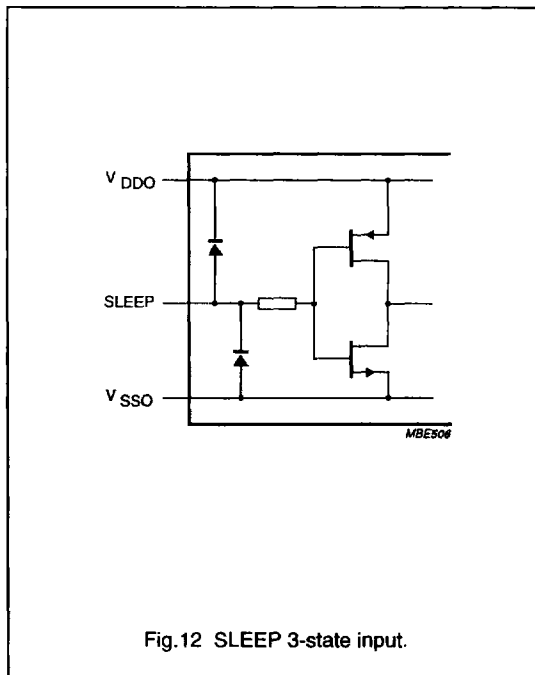 V DDO
SLEEP
V SSO
MBE506
Fig.12 SLEEP 3-state input.